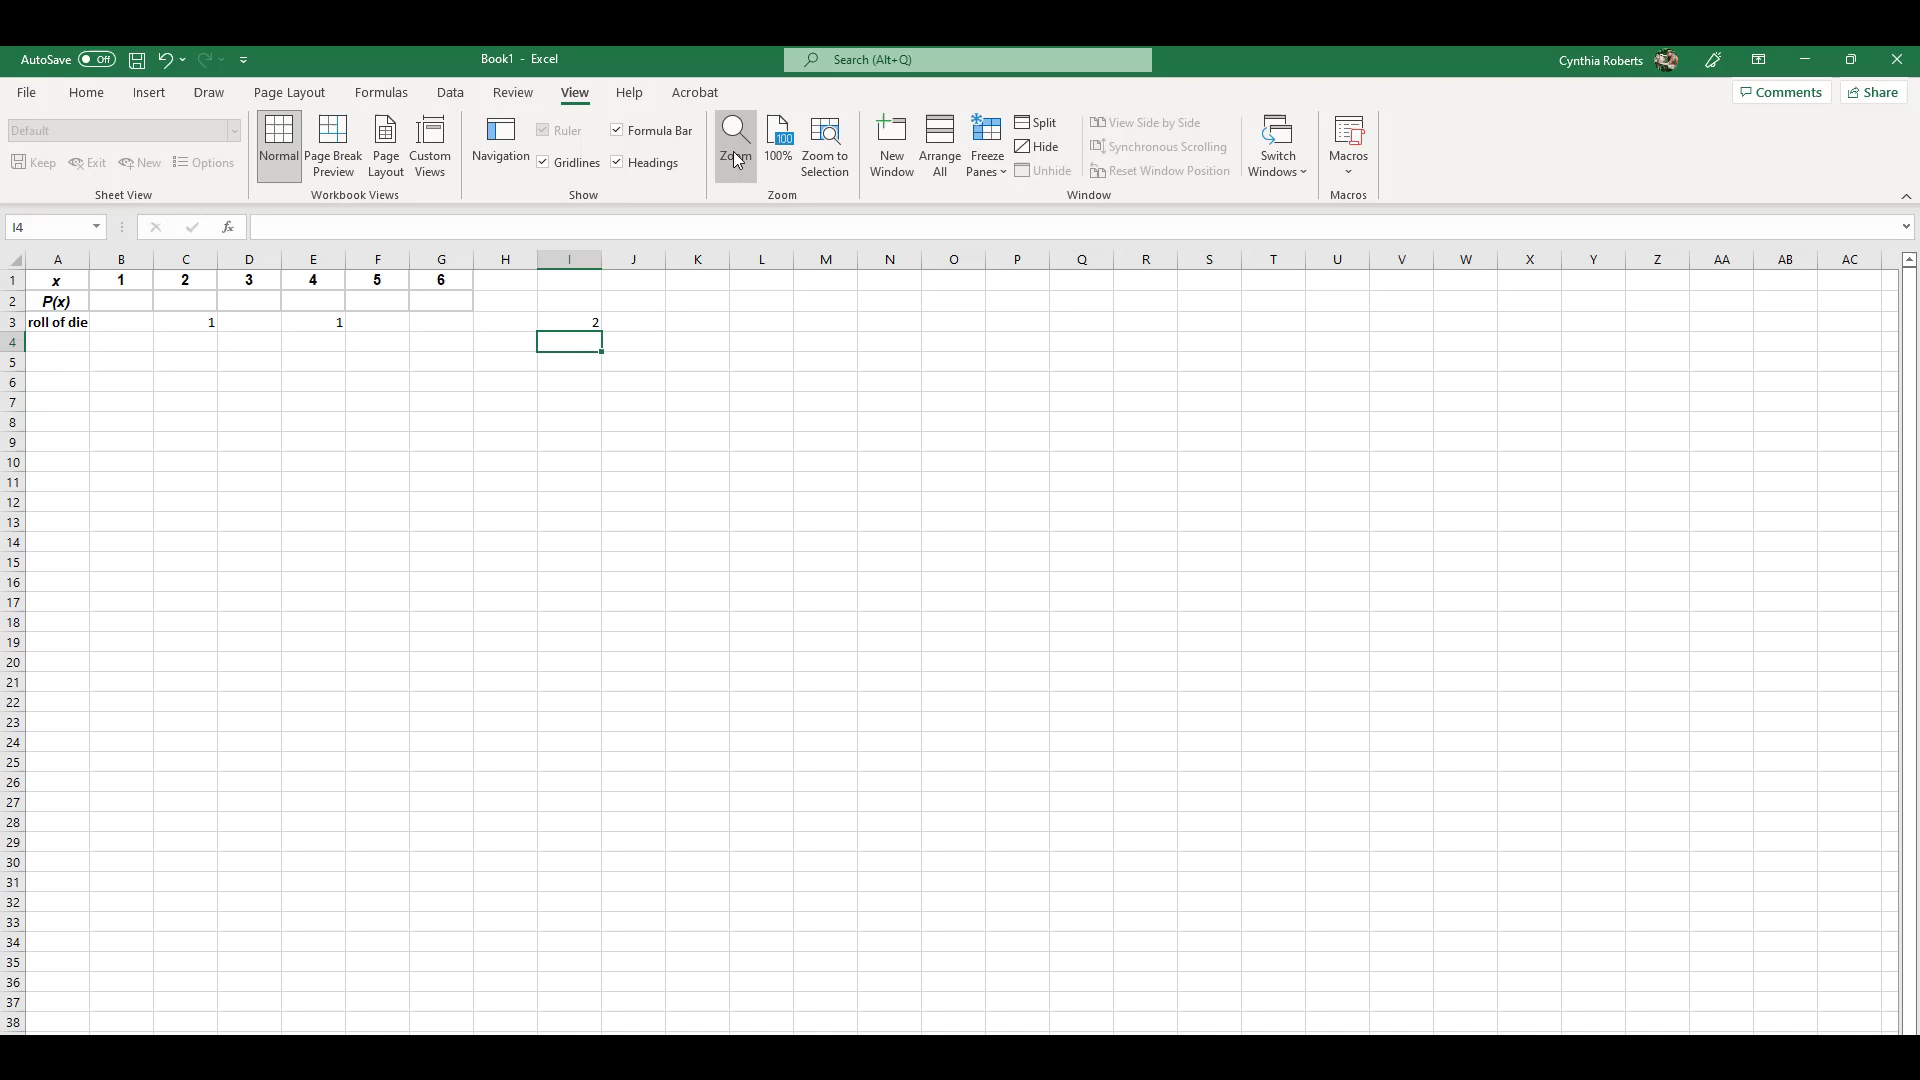 AutoSave Off Book1 - Excel Search (Alt+Q) Cynthia Roberts
File Home Insert Draw Page Layout Formulas Data Review View Help Acrobat Comments Share
Default
Keep Exit New Options
Sheet View
Normal Page Break Preview Page Layout Custom Views
Workbook Views
Navigation Ruler Formula Bar
Gridlines Headings
Show
Zoom 100 100% Zoom to Selection
Zoom
New Window Arrange All Freeze Panes
Split
Hide
Unhide
View Side by Side
Synchronous Scrolling
Reset Window Position
Switch Windows
Window
Macros
Macros
I4 fx
A B C D E F G H I J K L M N O P Q R S T U V W X Y Z AA AB AC
1 x 1 2 3 4 5 6
2 P(x)
3 roll of die 1 1 2
4
5
6
7
8
9
10
11
12
13
14
15
16
17
18
19
20
21
22
23
24
25
26
27
28
29
30
31
32
33
34
35
36
37
38